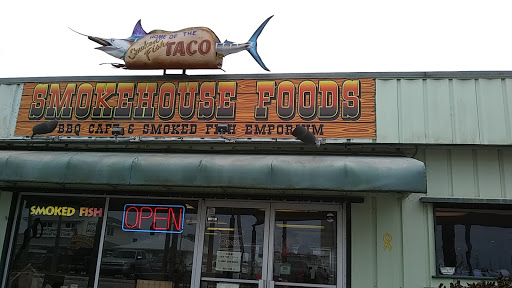 HOME OF THE
Smoked
Fish
TACO
SMOKEHOUSE FOODS
BBQ CAFE & SMOKED FISH EMPORIUM
SMOKED FISH
OPEN